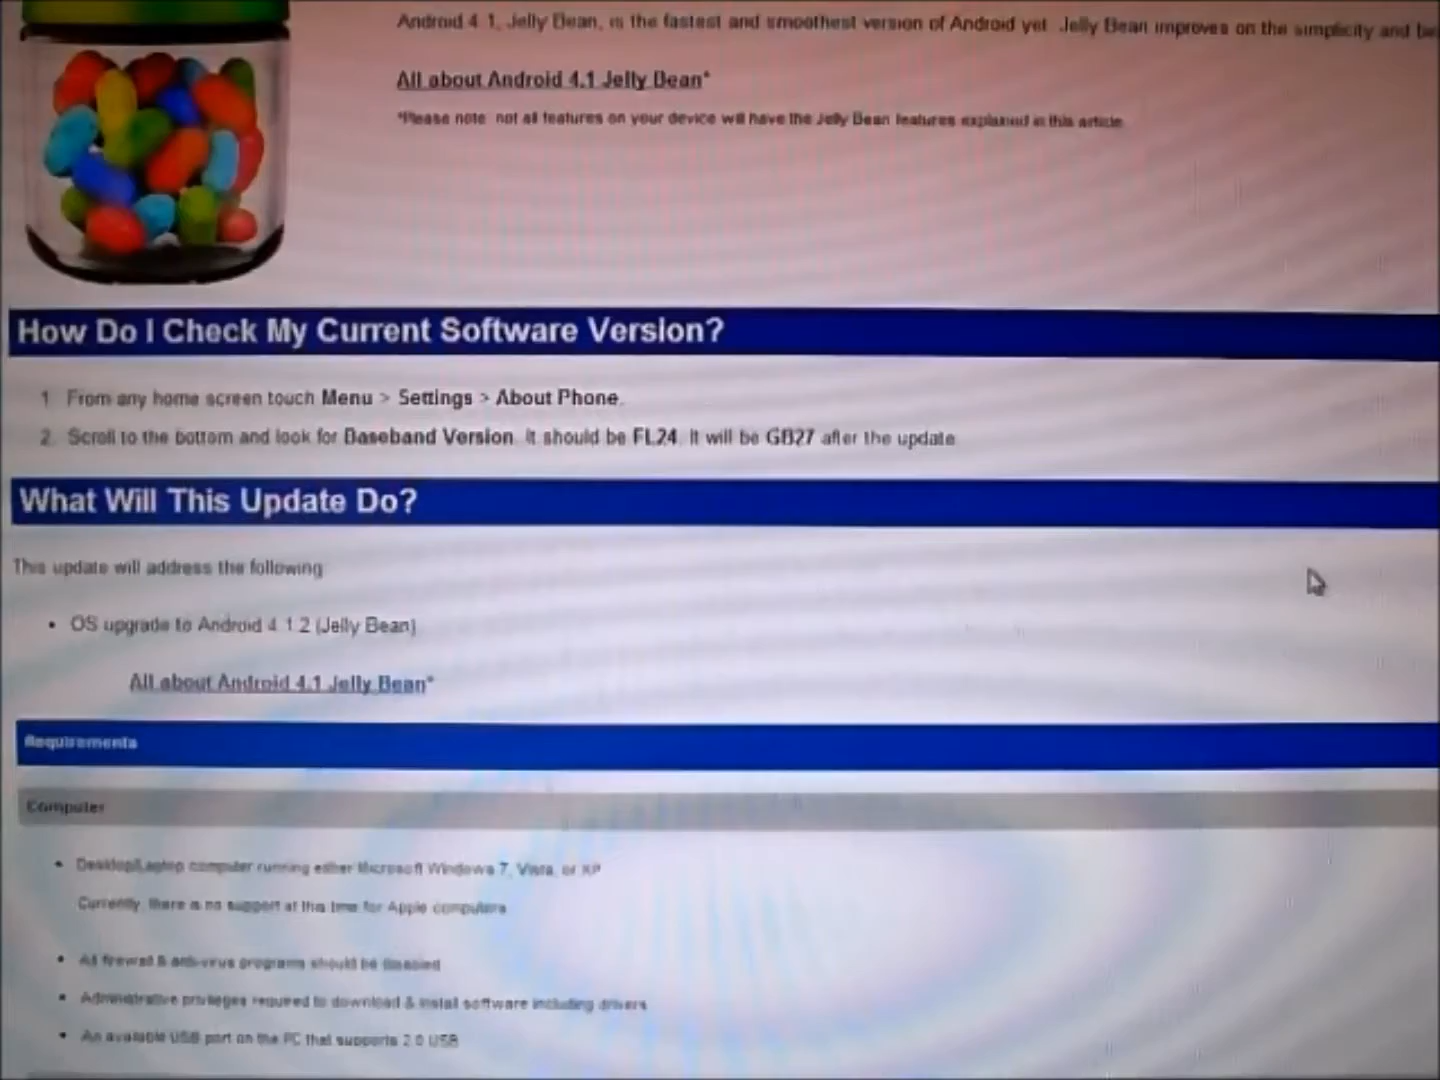 Android 4.1, Jelly Bean, is the fastest and smoothest version of Android yet. Jelly Bean improves on the simplicity and
All about Android 4.1 Jelly Bean*
*Please note: not all features on your device will have the Jelly Bean features explained in this article.
How Do I Check My Current Software Version?
1. From any home screen touch Menu > Settings > About Phone.
2. Scroll to the bottom and look for Baseband Version. It should be FL24. It will be GB27 after the update.
What Will This Update Do?
This update will address the following:
• OS upgrade to Android 4.1.2 (Jelly Bean)
All about Android 4.1 Jelly Bean*
Requirements
Computer
• Desktop/Laptop computer running either Microsoft Windows 7, Vista, or XP
Currently, there is no support at this time for Apple computers
• All firewall & anti-virus programs should be disabled
• Administrative privileges required to download & install software including drivers
• An available USB port on the PC that supports 2.0 USB